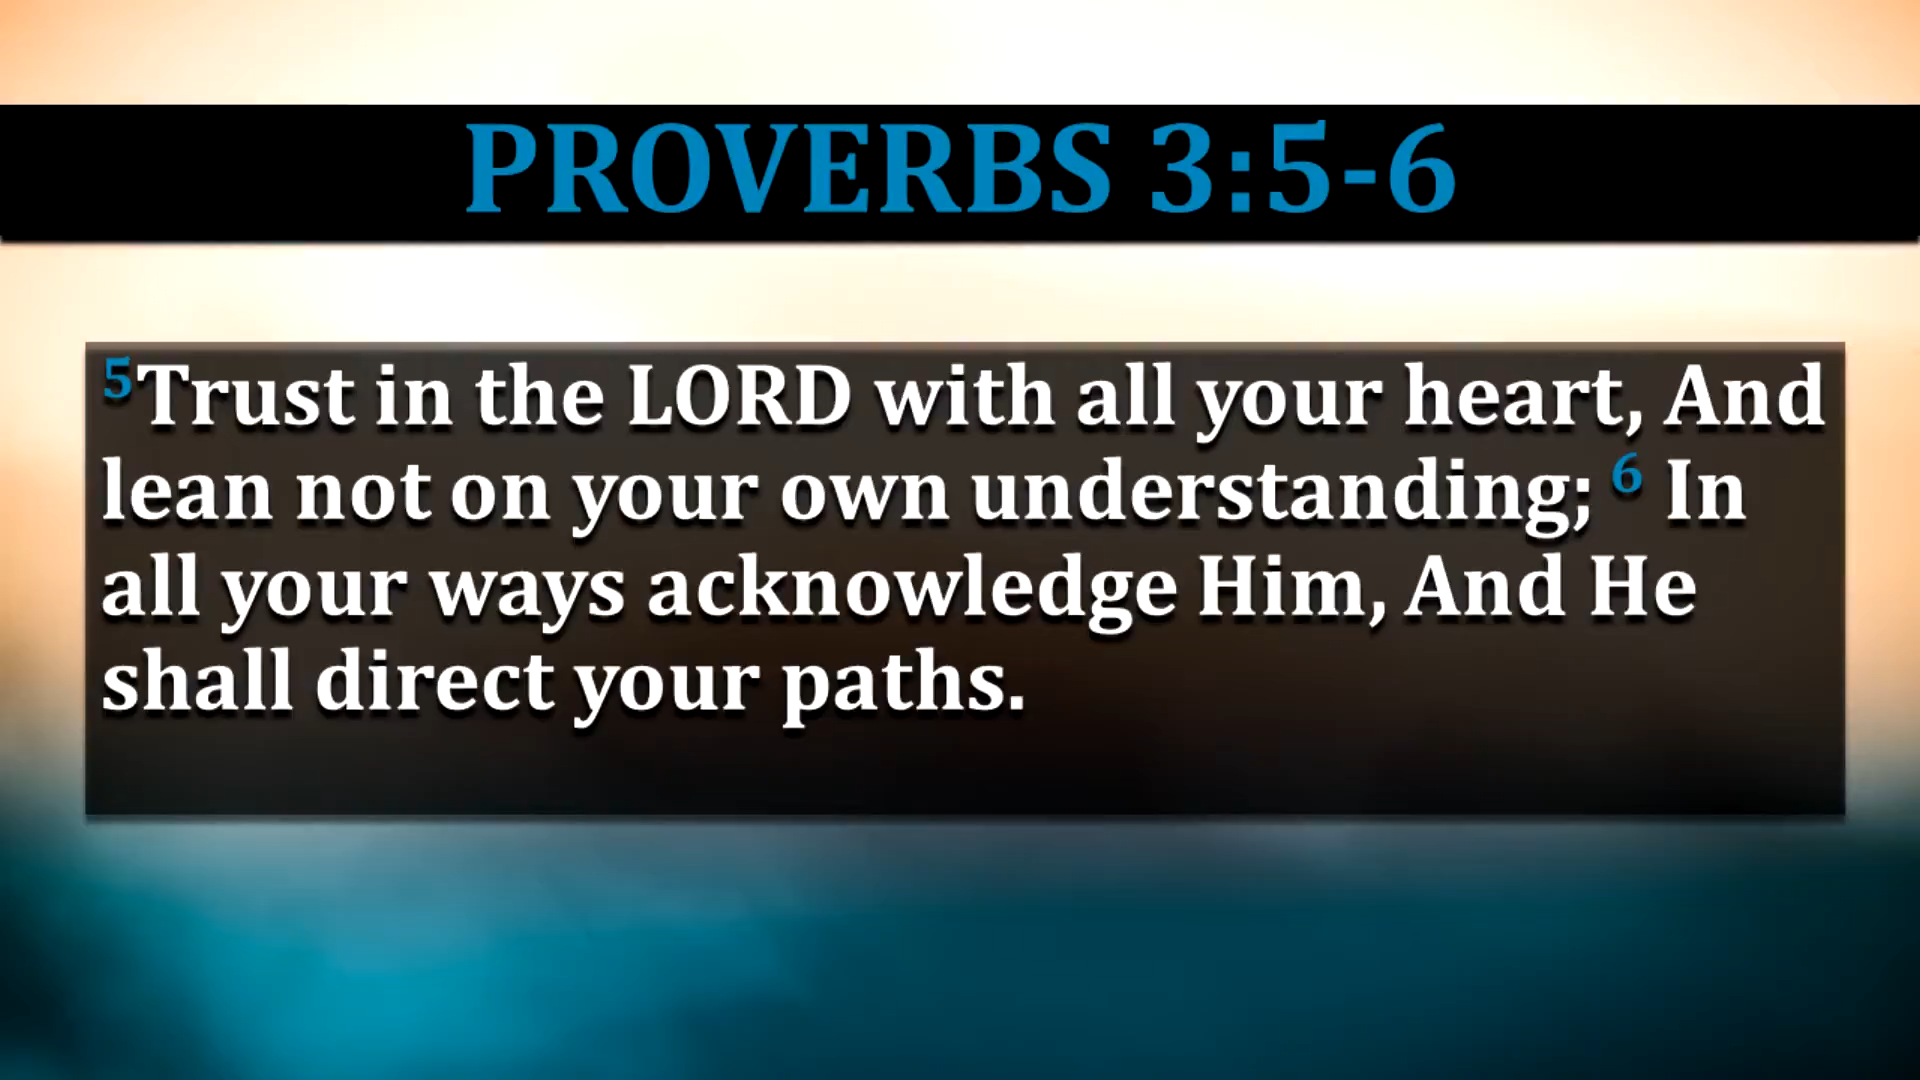 PROVERBS 3:5-6
5Trust in the LORD with all your heart, And
lean not on your own understanding; 6 In
all your ways acknowledge Him, And He
shall direct your paths.